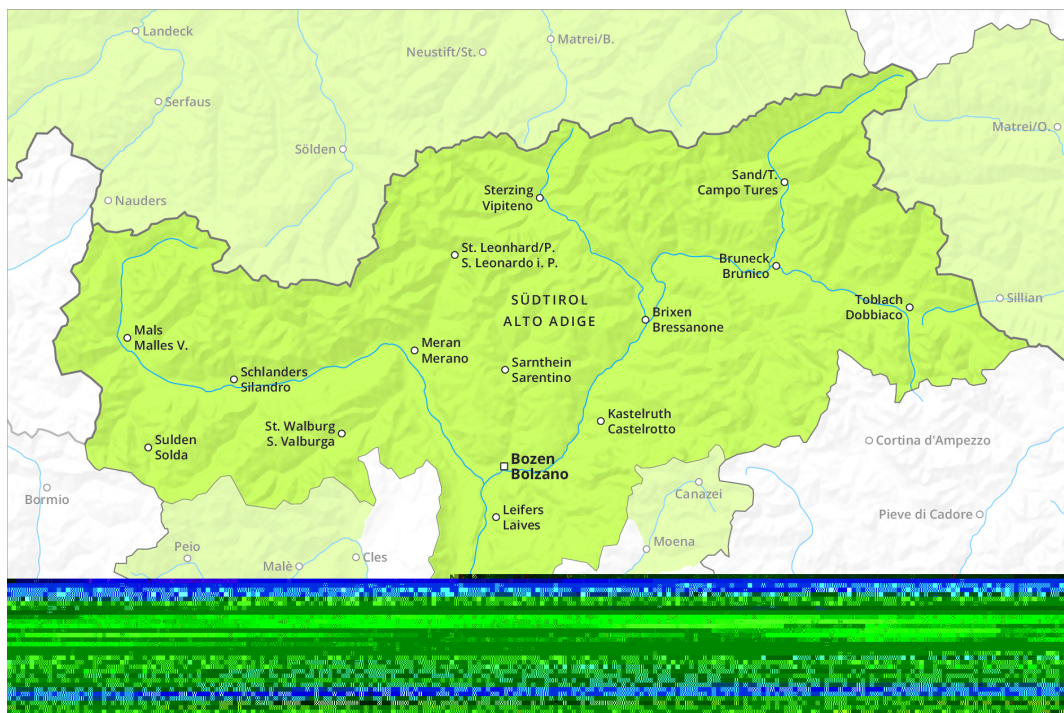 Landeck
Matrei/B.
Neustift/St.
Serfaus
Matrei/O.
Sölden
Sand/T.
Campo Tures
Sterzing
Vipiteno
Nauders
St. Leonhard/P.
S. Leonardo i. P.
Bruneck
Brunico
SÜDTIROL
ALTO ADIGE
Toblach
Dobbiaco
Sillian
Brixen
Bressanone
Mals
Malles V.
Meran
Merano
Sarnthein
Sarentino
Schlanders
Silandro
Kastelruth
Castelrotto
St. Walburg
S. Valburga
Sulden
Solda
Cortina d'Ampezzo
Bozen
Bolzano
Canazei
Bormio
Leifers
Laives
Pieve di Cadore
Moena
Peio
Cles
Malè